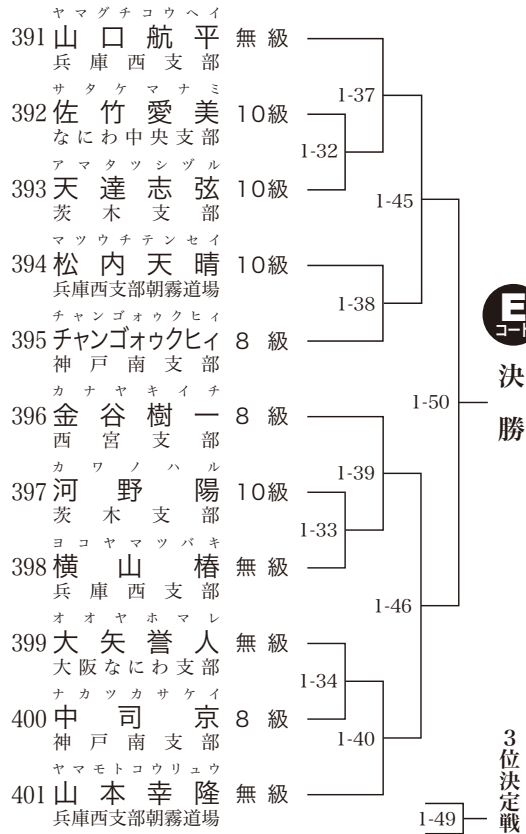 ヤマグチコウヘイ
391 山口航平 無級
兵庫西支部
サタケマナミ
392 佐竹愛美 10級
なにわ中央支部
アマタツシヅル
393 天達志弦 10級
茨木支部
マツウチテンセイ
394 松内天晴 10級
兵庫西支部朝霧道場
チャンゴォゥクヒィ
395 チャンゴォゥクヒィ 8級
神戸南支部
カナヤキイチ
396 金谷樹一 8級
西宮支部
カワノハル
397 河野陽 10級
茨木支部
ヨコヤマツバキ
398 横山椿 無級
兵庫西支部
オオヤホマレ
399 大矢誉人 無級
大阪なにわ支部
ナカツカサケイ
400 中司京 8級
神戸南支部
ヤマモトコウリュウ
401 山本幸隆 無級
兵庫西支部朝霧道場
1-37
1-32
1-45
1-38
1-50
1-39
1-33
1-46
1-34
1-40
1-49
E
コート
決勝
3位決定戦